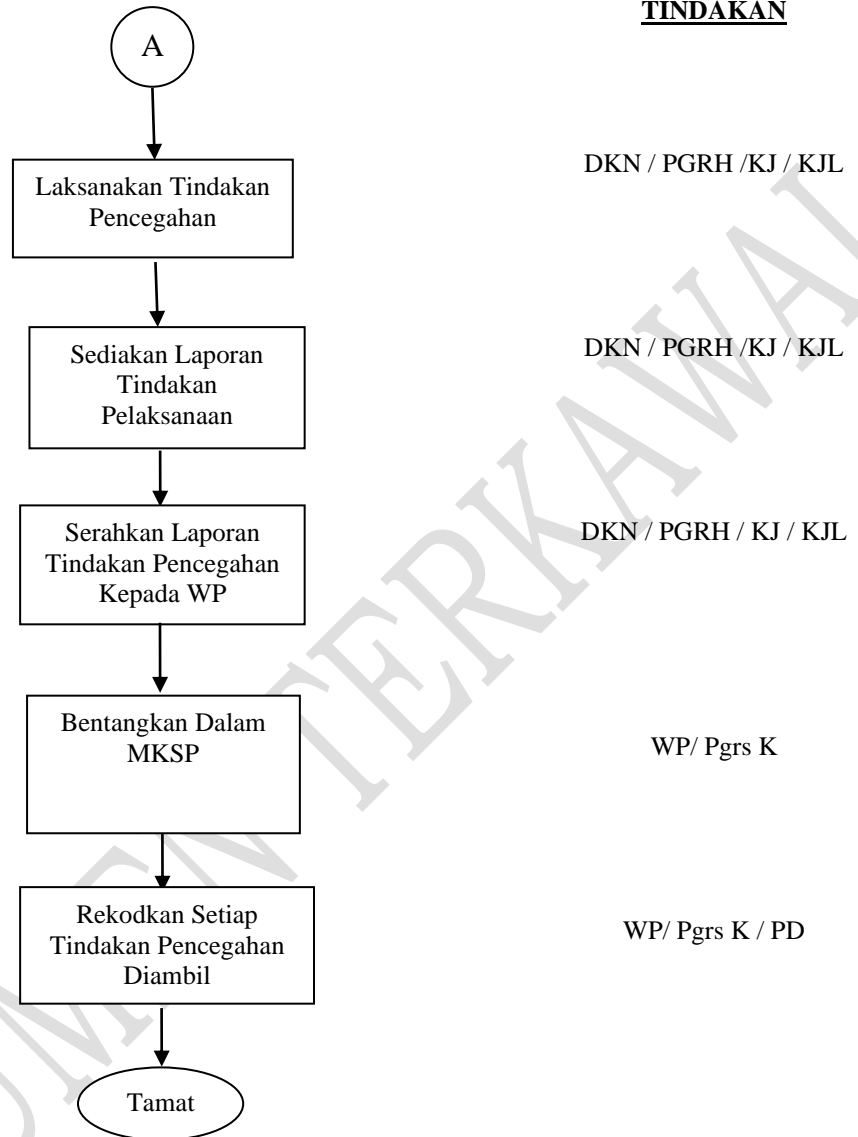 TINDAKAN
A
Laksanakan Tindakan
Pencegahan
DKN / PGRH /KJ / KJL
Sediakan Laporan
Tindakan
Pelaksanaan
DKN / PGRH /KJ / KJL
Serahkan Laporan
Tindakan Pencegahan
Kepada WP
DKN / PGRH / KJ / KJL
Bentangkan Dalam
MKSP
WP/ Pgrs K
Rekodkan Setiap
Tindakan Pencegahan
Diambil
WP/ Pgrs K / PD
Tamat
UMEN TERKAWAL